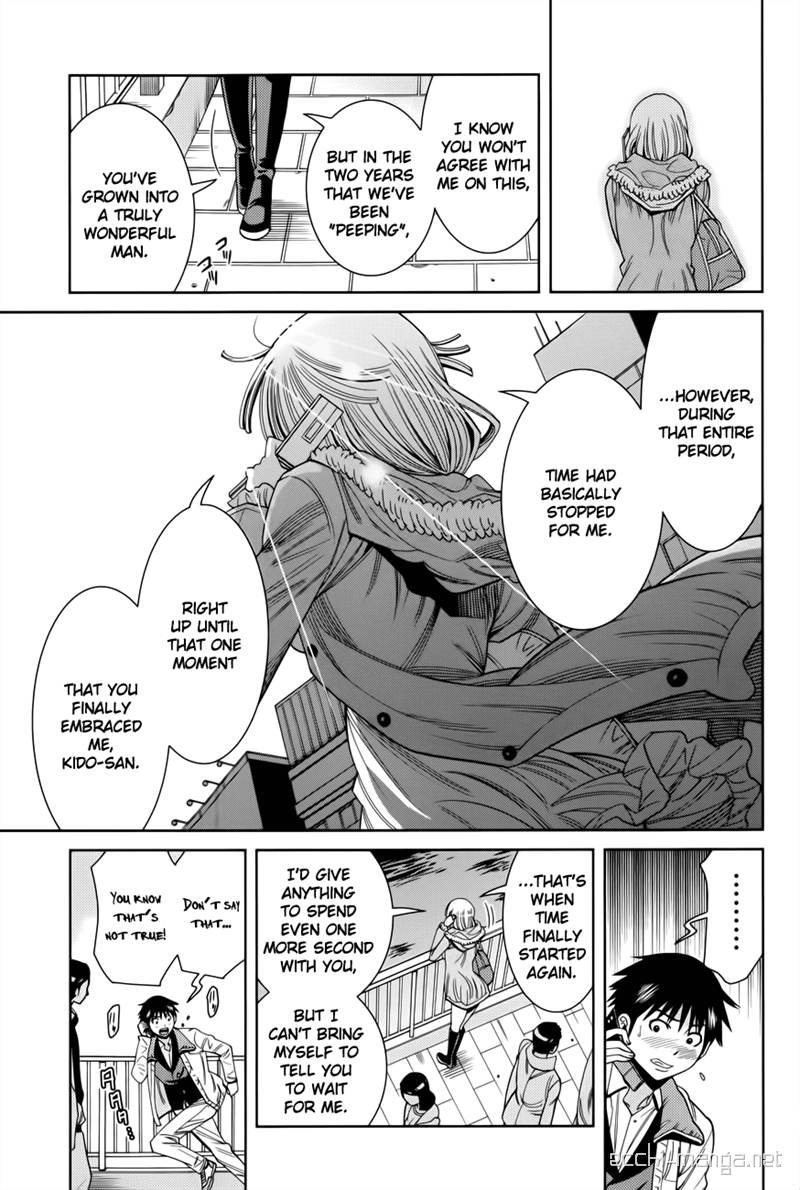 I KNOW
YOU WON'T
AGREE WITH
ME ON THIS,
BUT IN THE
TWO YEARS
THAT WE'VE
BEEN
"PEEPING",
YOU'VE
GROWN INTO
A TRULY
WONDERFUL
MAN.
コッ
コッ
...HOWEVER,
DURING
THAT ENTIRE
PERIOD,
TIME HAD
BASICALLY
STOPPED
FOR ME.
RIGHT
UP UNTIL
THAT ONE
MOMENT
THAT YOU
FINALLY
EMBRACED
ME,
KIDO-SAN.
........
...THAT'S
WHEN
TIME
FINALLY
STARTED
AGAIN.
I'D GIVE
ANYTHING
TO SPEND
EVEN ONE
MORE SECOND
WITH YOU,
BUT I
CAN'T BRING
MYSELF TO
TELL YOU
TO WAIT
FOR ME.
DON'T SAY
THAT...
YOU KNOW
THAT'S
NOT TRUE!
ecchi-manga.net